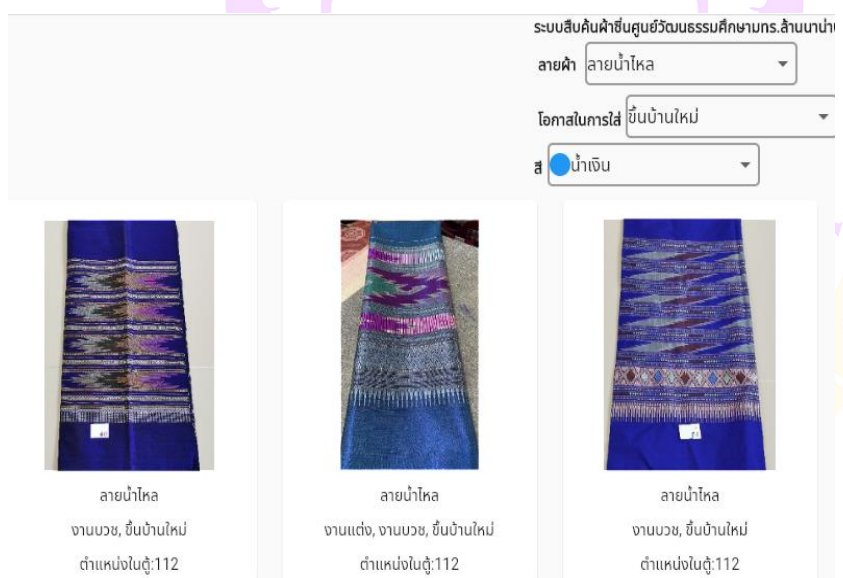 ระบบสืบค้นผ้าซิ่นศูนย์วัฒนธรรมศึกษามทร.ล้านนาน่าน
ลายผ้า ลายน้ำไหล
โอกาสในการใส่ ขึ้นบ้านใหม่
สี น้ำเงิน
ลายน้ำไหล
งานบวช, ขึ้นบ้านใหม่
ตำแหน่งในตู้:112
ลายน้ำไหล
งานแต่ง, งานบวช, ขึ้นบ้านใหม่
ตำแหน่งในตู้:112
ลายน้ำไหล
งานบวช, ขึ้นบ้านใหม่
ตำแหน่งในตู้:112